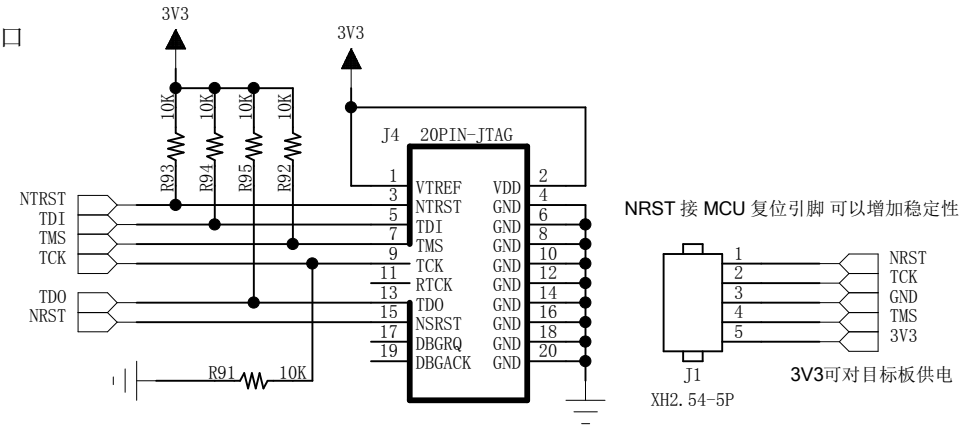 口
3V3
3V3
10K
10K
10K
10K
R93
R94
R95
R92
J4 20PIN-JTAG
NTRST
TDI
TMS
TCK
TDO
NRST
1 VTREF VDD 2
3 NTRST GND 4
5 TDI GND 6
7 TMS GND 8
9 TCK GND 10
11 RTCK GND 12
13 TDO GND 14
15 NSRST GND 16
17 DBGRQ GND 18
19 DBGACK GND 20
R91 10K
NRST 接 MCU 复位引脚 可以增加稳定性
1 NRST
2 TCK
3 GND
4 TMS
5 3V3
J1
XH2.54-5P
3V3可对目标板供电